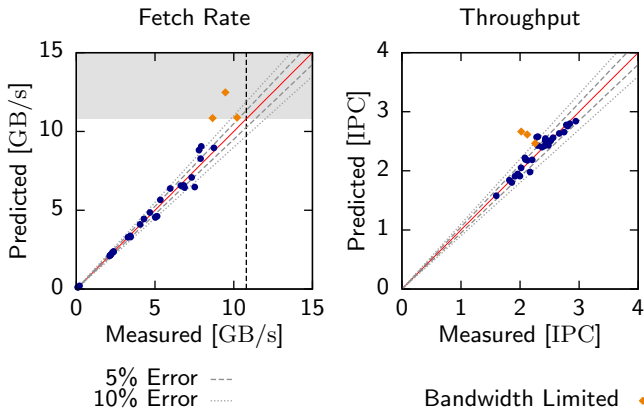 Fetch Rate
Throughput
Predicted [GB/s]
15
10
5
0
0 5 10 15
Measured [GB/s]
Predicted [IPC]
4
3
2
1
0
0 1 2 3 4
Measured [IPC]
5% Error
10% Error
Bandwidth Limited